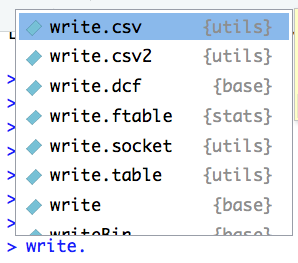 write.csv {utils}
write.csv2 {utils}
write.dcf {base}
write.ftable {stats}
write.socket {utils}
write.table {utils}
write {base}
> write.